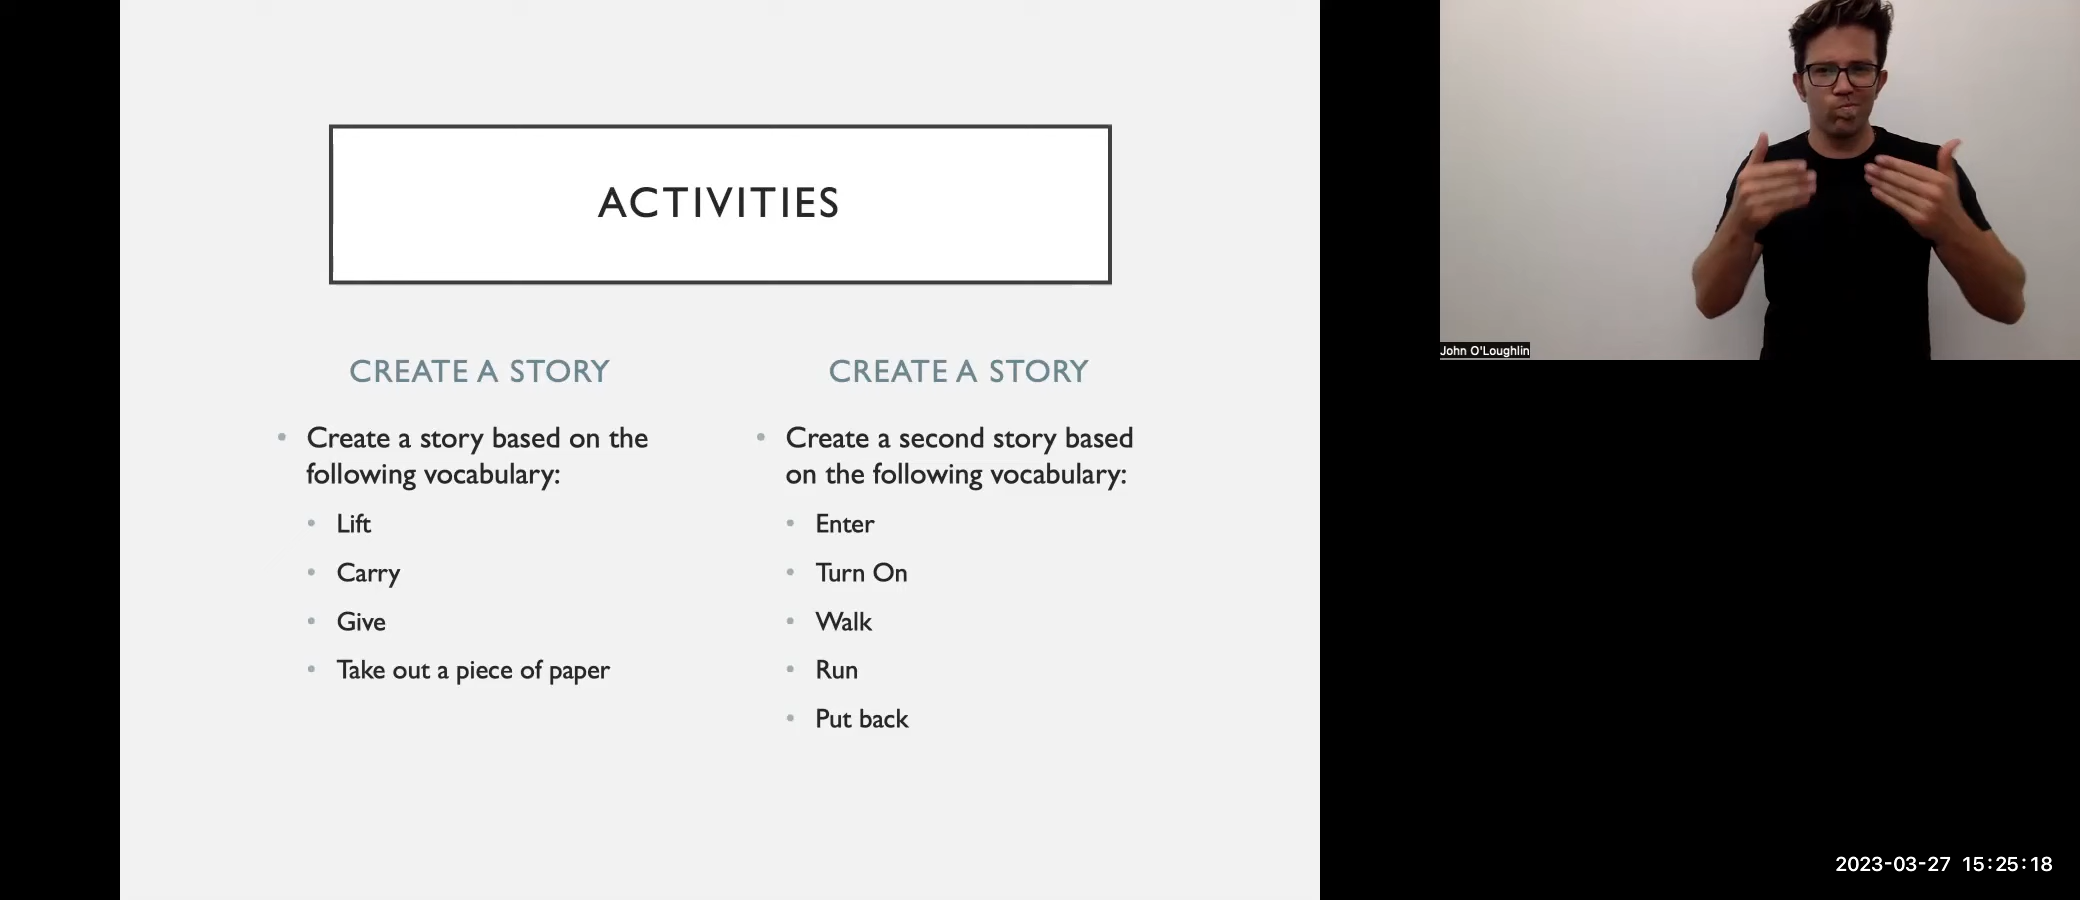 ACTIVITIES
CREATE A STORY
Create a story based on the
following vocabulary:
Lift
Carry
Give
Take out a piece of paper
CREATE A STORY
Create a second story based
on the following vocabulary:
Enter
Turn On
Walk
Run
Put back
John O'Loughlin
2023-03-27 15:25:18